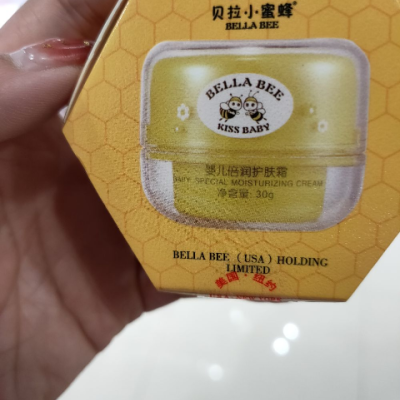 贝拉小蜜蜂®
BELLA BEE
BELLA BEE
KISS BABY
婴儿倍润护肤霜
BABY SPECIAL MOISTURIZING CREAM
净含量:30g
BELLA BEE (USA) HOLDING
LIMITED
美国·纽约